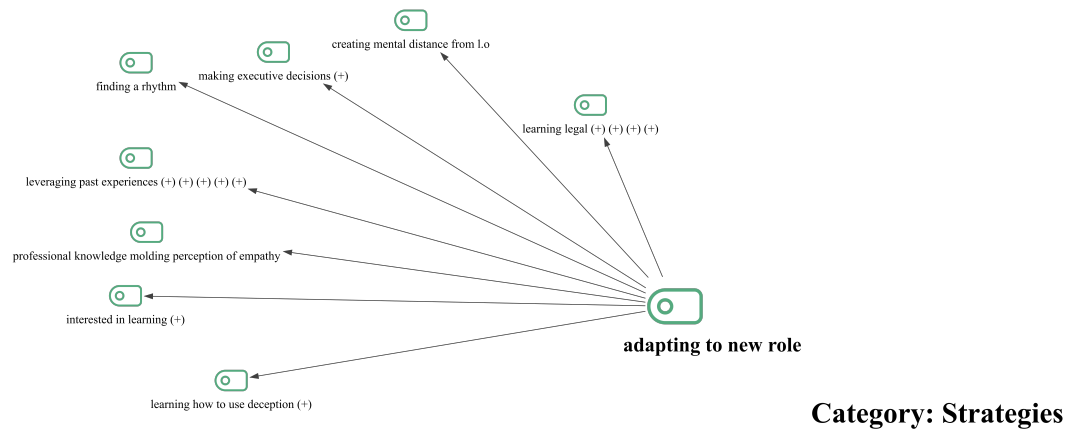 creating mental distance from l.o
making executive decisions (+)
finding a rhythm
learning legal (+) (+) (+) (+)
leveraging past experiences (+) (+) (+) (+) (+)
professional knowledge molding perception of empathy
interested in learning (+)
adapting to new role
learning how to use deception (+)
Category: Strategies